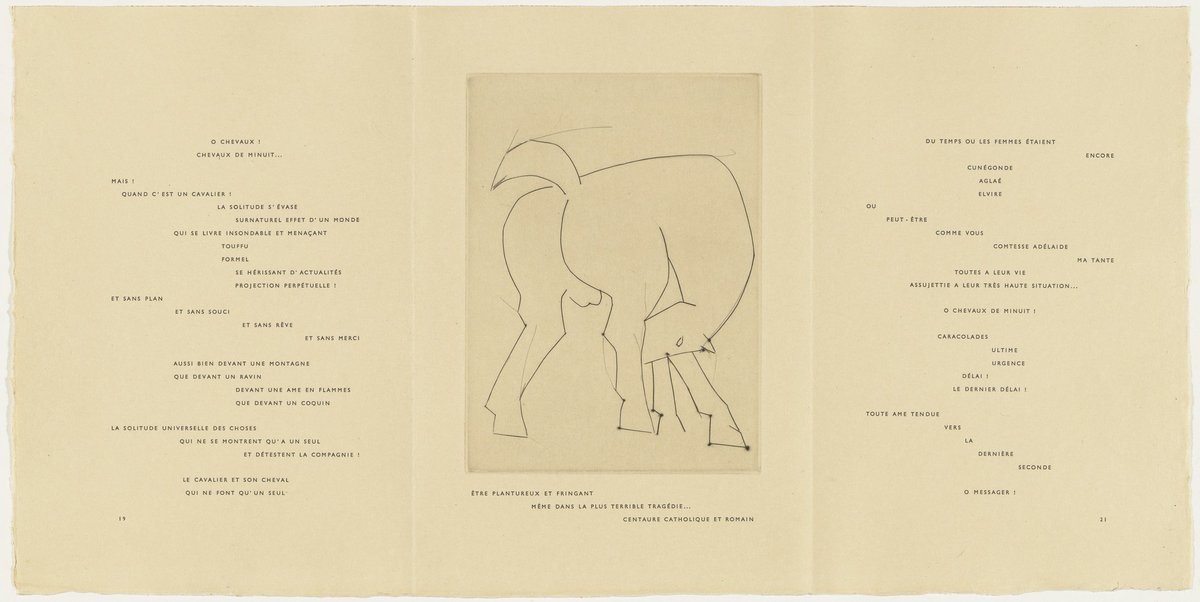 O CHEVAUX !
CHEVAUX DE MINUIT...
MAIS !
QUAND C'EST UN CAVALIER !
LA SOLITUDE S'ÉVASE
SURNATUREL EFFET D'UN MONDE
QUI SE LIVRE INSONDABLE ET MENAÇANT
TOUFFU
FORMEL
SE HÉRISSANT D'ACTUALITÉS
PROJECTION PERPÉTUELLE !
ET SANS PLAN
ET SANS SOUCI
ET SANS RÊVE
ET SANS MERCI
AUSSI BIEN DEVANT UNE MONTAGNE
QUE DEVANT UN RAVIN
DEVANT UNE AME EN FLAMMES
QUE DEVANT UN COQUIN
LA SOLITUDE UNIVERSELLE DES CHOSES
QUI NE SE MONTRENT QU'A UN SEUL
ET DÉTESTENT LA COMPAGNIE !
LE CAVALIER ET SON CHEVAL
QUI NE FONT QU'UN SEUL
19
ÊTRE PLANTUREUX ET FRINGANT
MÊME DANS LA PLUS TERRIBLE TRAGÉDIE...
CENTAURE CATHOLIQUE ET ROMAIN
DU TEMPS OU LES FEMMES ÉTAIENT
ENCORE
CUNÉGONDE
AGLAÉ
ELVIRE
OU
PEUT-ÊTRE
COMME VOUS
COMTESSE ADÉLAIDE
MA TANTE
TOUTES A LEUR VIE
ASSUJETTIE A LEUR TRÈS HAUTE SITUATION...
O CHEVAUX DE MINUIT !
CARACOLADES
ULTIME
URGENCE
DÉLAI !
LE DERNIER DÉLAI !
TOUTE AME TENDUE
VERS
LA
DERNIÈRE
SECONDE
O MESSAGER !
21